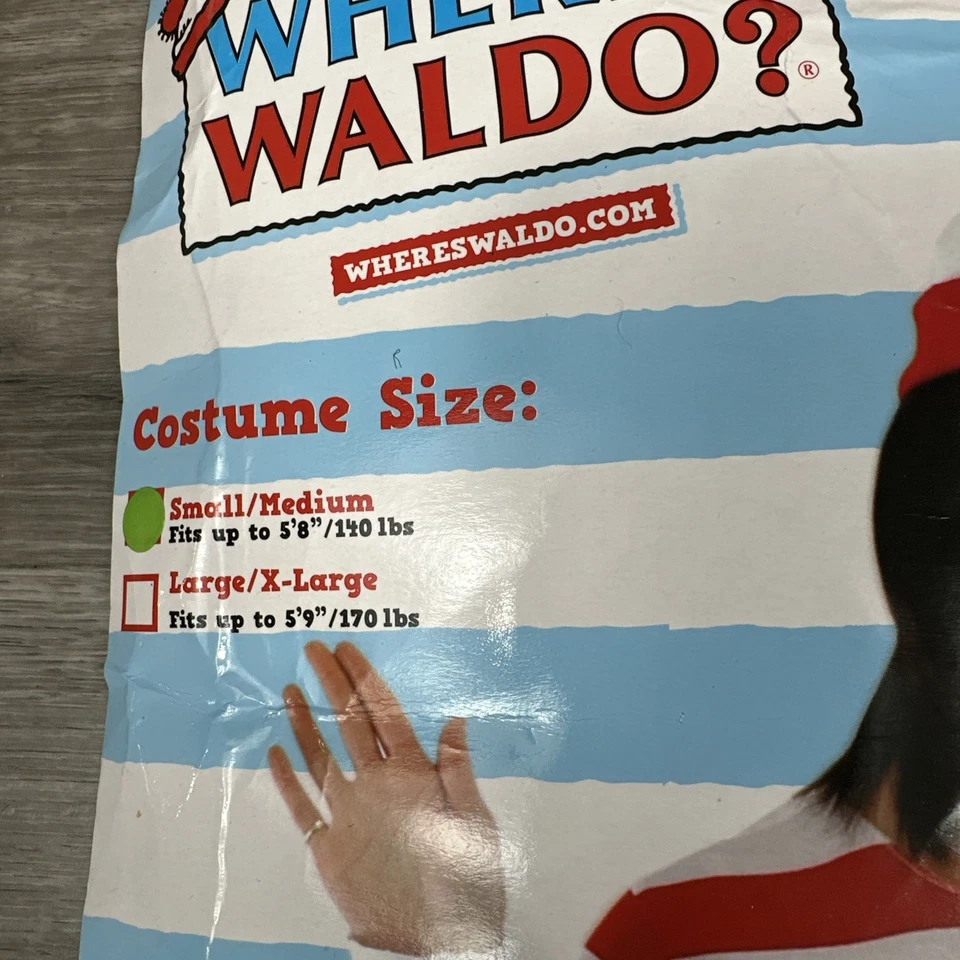 WALDO?®
WHERESWALDO.COM
Costume Size:
Small/Medium
Fits up to 5'8"/140 lbs
Large/X-Large
Fits up to 5'9"/170 lbs